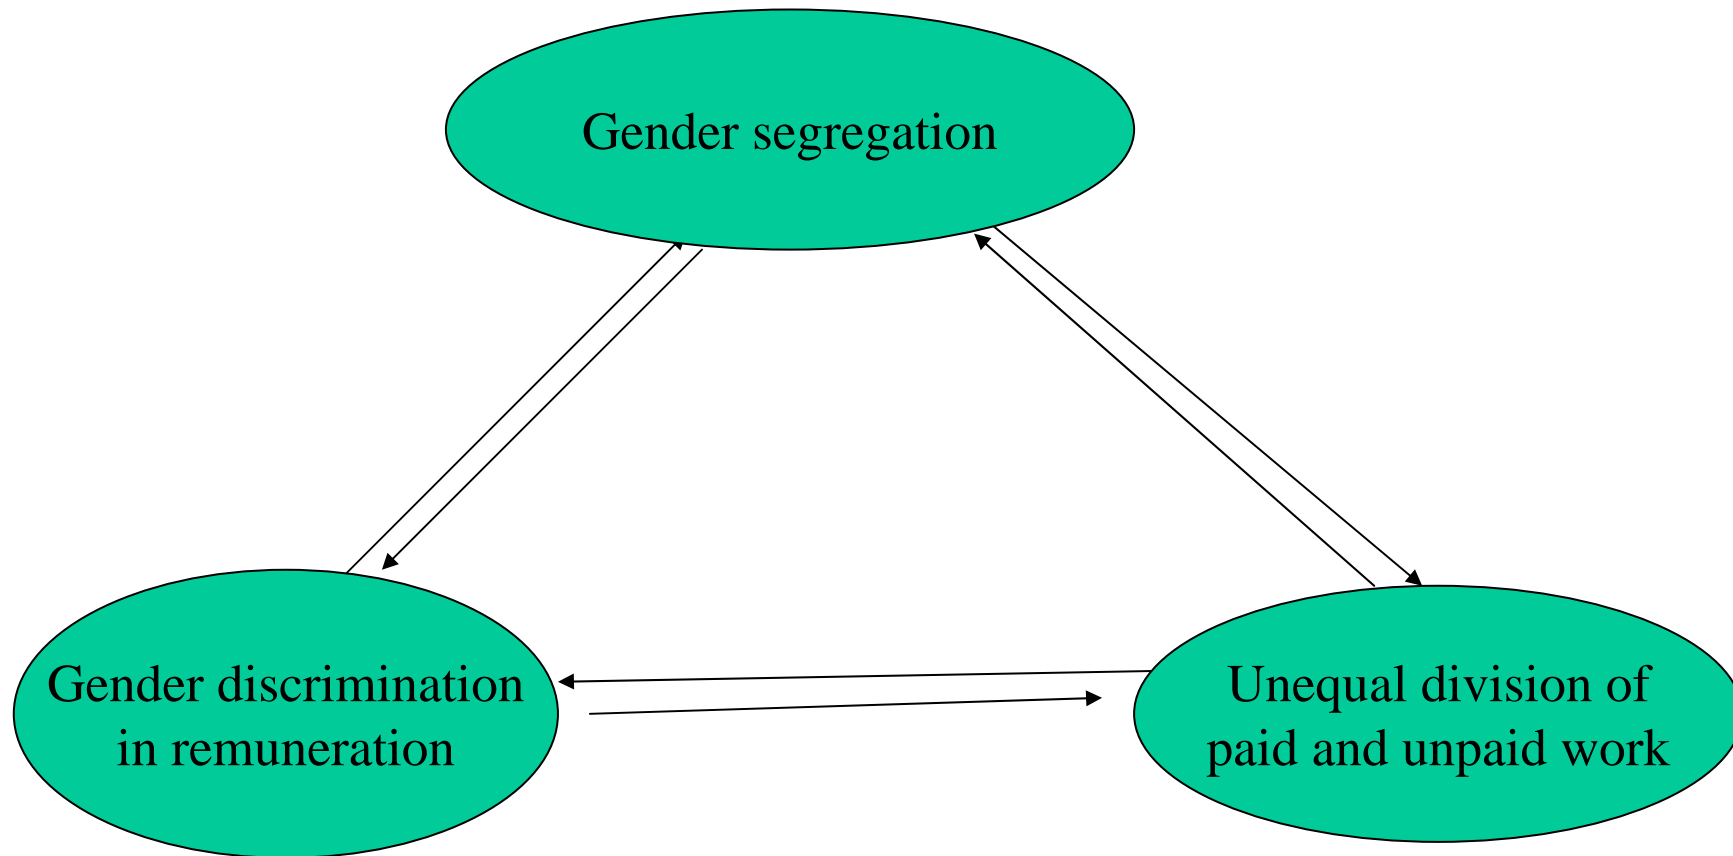 Gender segregation
Gender discrimination
in remuneration
Unequal division of
paid and unpaid work